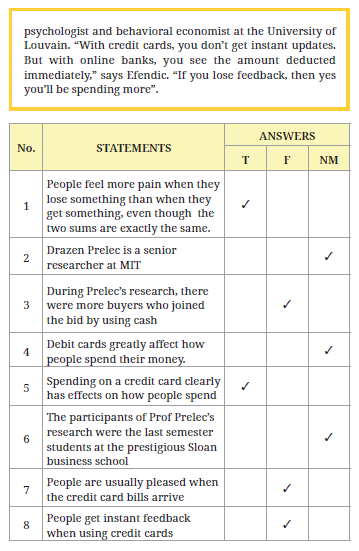 psychologist and behavioral economist at the University of
Louvain. “With credit cards, you don’t get instant updates.
But with online banks, you see the amount deducted
immediately,” says Efendic. “If you lose feedback, then yes
you’ll be spending more”.
No.
STATEMENTS
ANSWERS
T F NM
1
People feel more pain when they
lose something than when they
get something, even though the
two sums are exactly the same.
✓
2
Drazen Prelec is a senior
researcher at MIT
✓
3
During Prelec’s research, there
were more buyers who joined
the bid by using cash
✓
4
Debit cards greatly affect how
people spend their money.
✓
5
Spending on a credit card clearly
has effects on how people spend
✓
6
The participants of Prof Prelec’s
research were the last semester
students at the prestigious Sloan
business school
✓
7
People are usually pleased when
the credit card bills arrive
✓
8
People get instant feedback
when using credit cards
✓